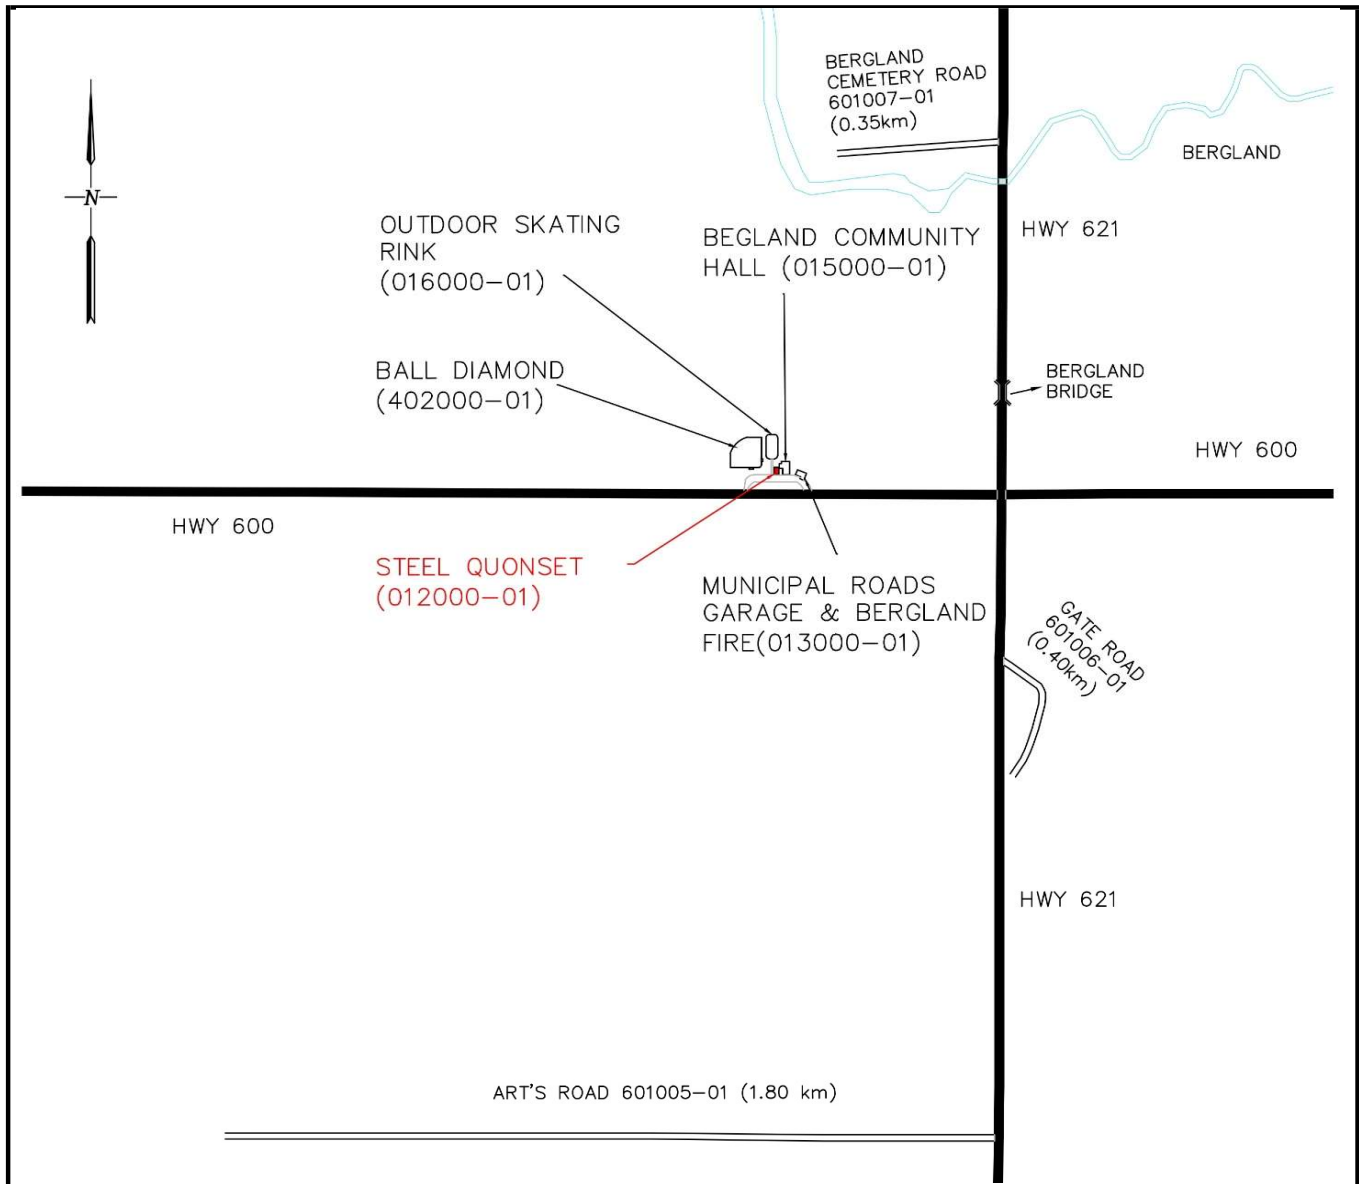 BERGLAND
CEMETERY ROAD
601007-01
(0.35km)
BERGLAND
N
OUTDOOR SKATING
RINK
(016000-01)
BEGLAND COMMUNITY
HALL (015000-01)
HWY 621
BALL DIAMOND
(402000-01)
BERGLAND
BRIDGE
HWY 600
HWY 600
STEEL QUONSET
(012000-01)
MUNICIPAL ROADS
GARAGE & BERGLAND
FIRE(013000-01)
GATE ROAD
601006-01
(0.40km)
HWY 621
ART'S ROAD 601005-01 (1.80 km)